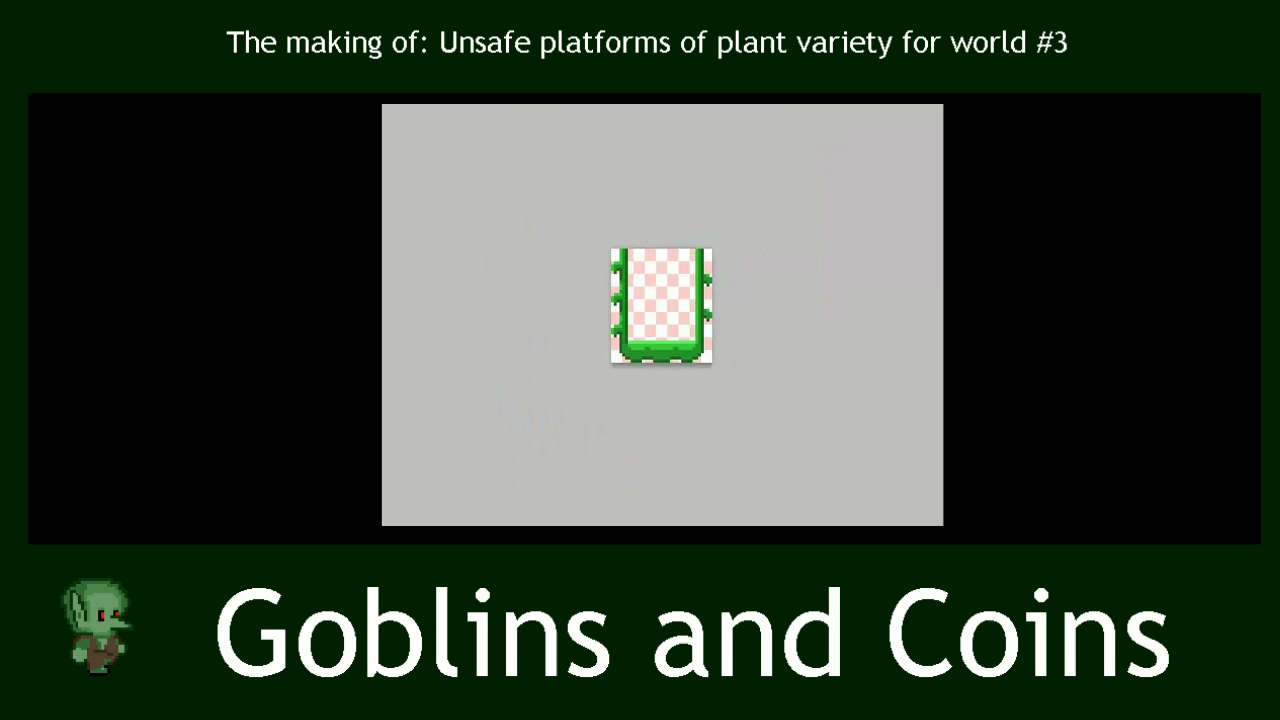 The making of: Unsafe platforms of plant variety for world #3
Goblins and Coins